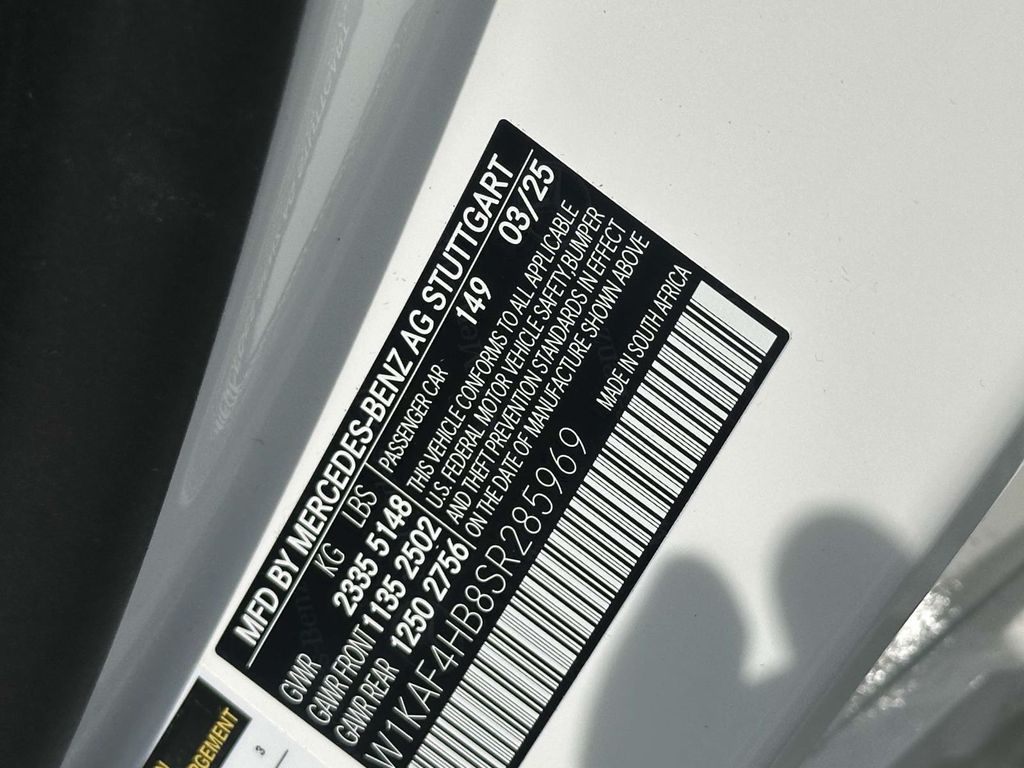 MFD BY MERCEDES-BENZ AG STUTTGART
149 03/25
KG LBS
GVWR 2335 5148
GAWR FRONT 1135 2502
GAWR REAR 1250 2756
PASSENGER CAR
THIS VEHICLE CONFORMS TO ALL APPLICABLE
U.S. FEDERAL MOTOR VEHICLE SAFETY, BUMPER
AND THEFT PREVENTION STANDARDS IN EFFECT
ON THE DATE OF MANUFACTURE SHOWN ABOVE
MADE IN SOUTH AFRICA
W1KAF4HB8SR285969
3